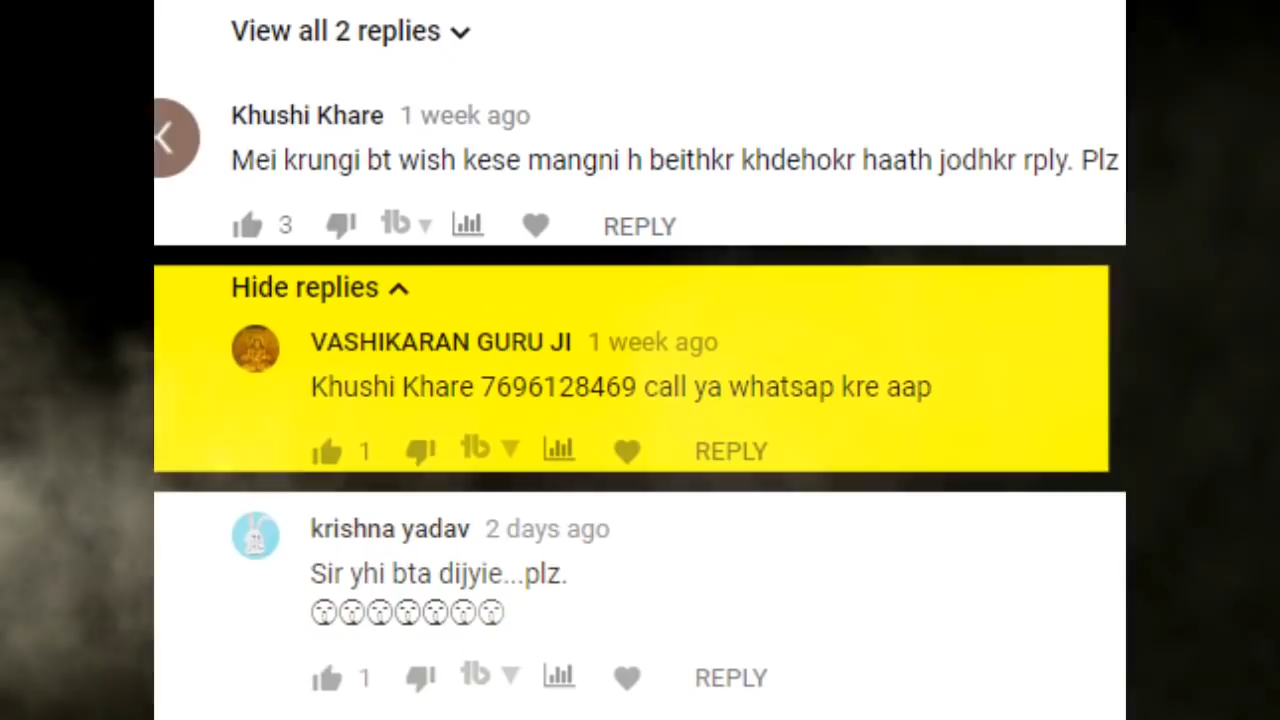 View all 2 replies
K
Khushi Khare 1 week ago
Mei krungi bt wish kese mangni h beithkr khdehokr haath jodhkr rply. Plz
3 REPLY
Hide replies
VASHIKARAN GURU JI 1 week ago
Khushi Khare 7696128469 call ya whatsap kre aap
1 REPLY
krishna yadav 2 days ago
Sir yhi bta dijyie...plz.
1 REPLY